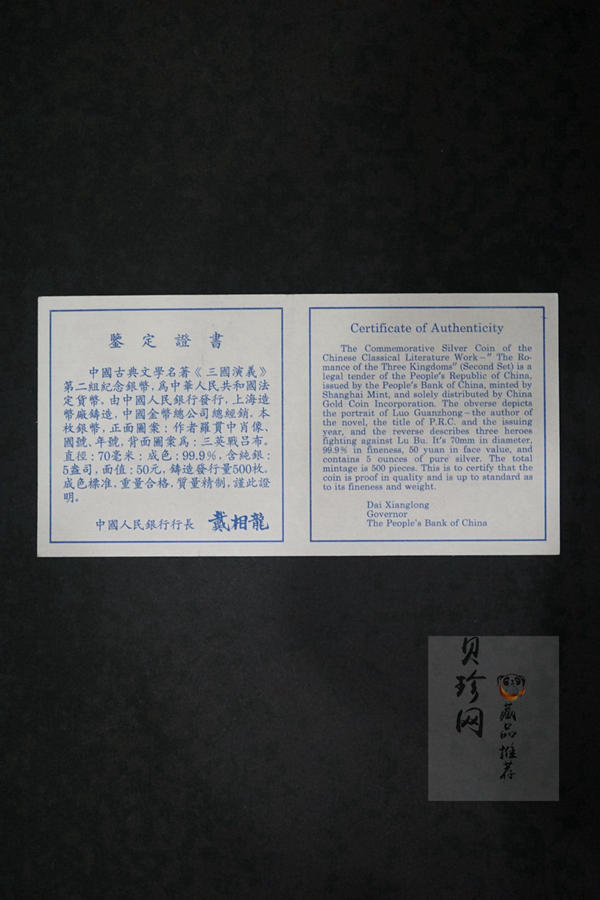 鑒定證書
中國古典文學名著《三國演義》
第二組紀念銀幣，爲中華人民共和國法
定貨幣。由中國人民銀行發行，上海造
幣廠鑄造，中國金幣總公司總經銷。本
枚銀幣，正面圖案：作者羅貫中肖像、
國號、年號，背面圖案爲：三英戰吕布。
直徑：70毫米；成色：99.9%，含純銀：
5盎司，面值：50元，鑄造發行量500枚。
成色標准，重量合格，質量精制，謹此證
明。
中國人民銀行行長 戴相龍
Certificate of Authenticity
The Commemorative Silver Coin of the
Chinese Classical Literature Work–" The Ro-
mance of the Three Kingdoms" (Second Set) is a
legal tender of the People's Republic of China,
issued by the People's Bank of China, minted by
Shanghai Mint, and solely distributed by China
Gold Coin Incorporation. The obverse depicts
the portrait of Luo Guanzhong–the author of
the novel, the title of P.R.C. and the issuing
year, and the reverse describes three heroes
fighting against Lu Bu. It's 70mm in diameter,
99.9% in fineness, 50 yuan in face value, and
contains 5 ounces of pure silver. The total
mintage is 500 pieces. This is to certify that the
coin is proof in quality and is up to standard as
to its fineness and weight.
Dai Xianglong
Governor
The People's Bank of China
贝珍网
藏品推荐